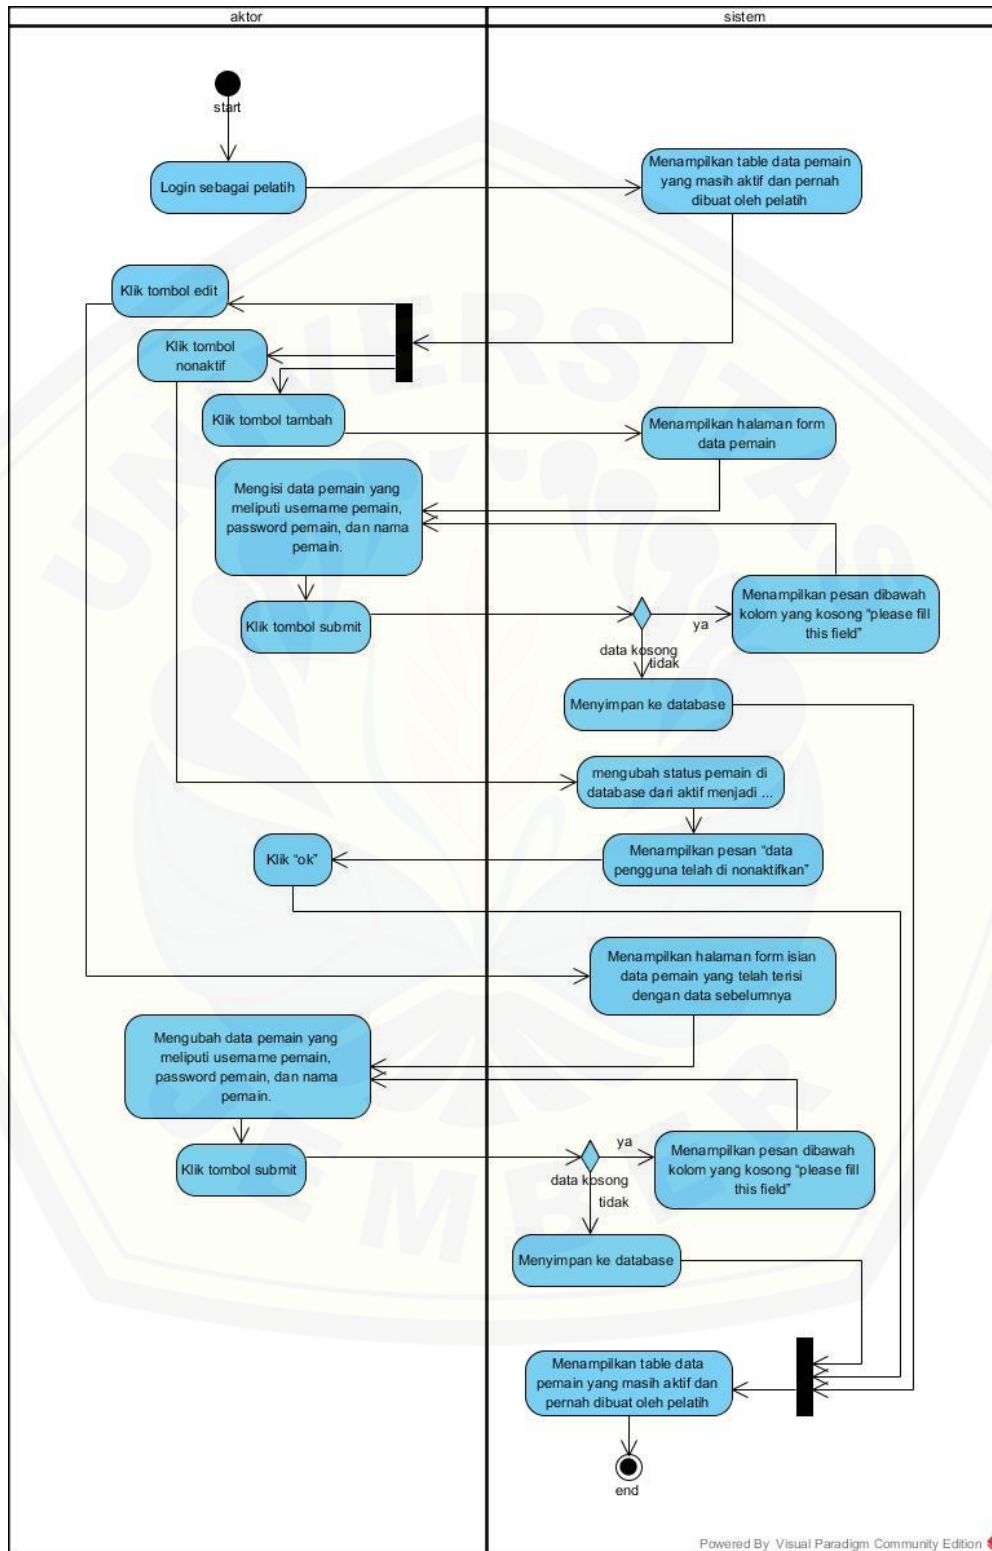 aktor
sistem
start
Login sebagai pelatih
Menampilkan table data pemain
yang masih aktif dan pernah
dibuat oleh pelatih
Klik tombol edit
Klik tombol
nonaktif
Klik tombol tambah
Menampilkan halaman form
data pemain
Mengisi data pemain yang
meliputi username pemain,
password pemain, dan nama
pemain.
Klik tombol submit
ya
data kosong
tidak
Menampilkan pesan dibawah
kolom yang kosong “please fill
this field”
Menyimpan ke database
mengubah status pemain di
database dari aktif menjadi ...
Menampilkan pesan “data
pengguna telah di nonaktifkan”
Klik “ok”
Menampilkan halaman form isian
data pemain yang telah terisi
dengan data sebelumnya
Mengubah data pemain yang
meliputi username pemain,
password pemain, dan nama
pemain.
Klik tombol submit
ya
data kosong
tidak
Menampilkan pesan dibawah
kolom yang kosong “please fill
this field”
Menyimpan ke database
Menampilkan table data
pemain yang masih aktif dan
pernah dibuat oleh pelatih
end
UNIVERSITAS
JEMBER
Powered By Visual Paradigm Community Edition